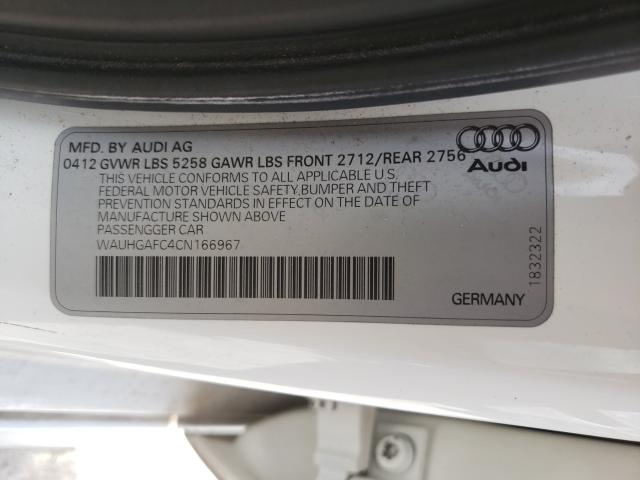 MFD. BY AUDI AG
0412 GVWR LBS 5258 GAWR LBS FRONT 2712/REAR 2756
THIS VEHICLE CONFORMS TO ALL APPLICABLE U.S.
FEDERAL MOTOR VEHICLE SAFETY,BUMPER AND THEFT
PREVENTION STANDARDS IN EFFECT ON THE DATE OF
MANUFACTURE SHOWN ABOVE
PASSENGGER CAR
WAUHGAFC4CN166967
Audi
1832322
GERMANY